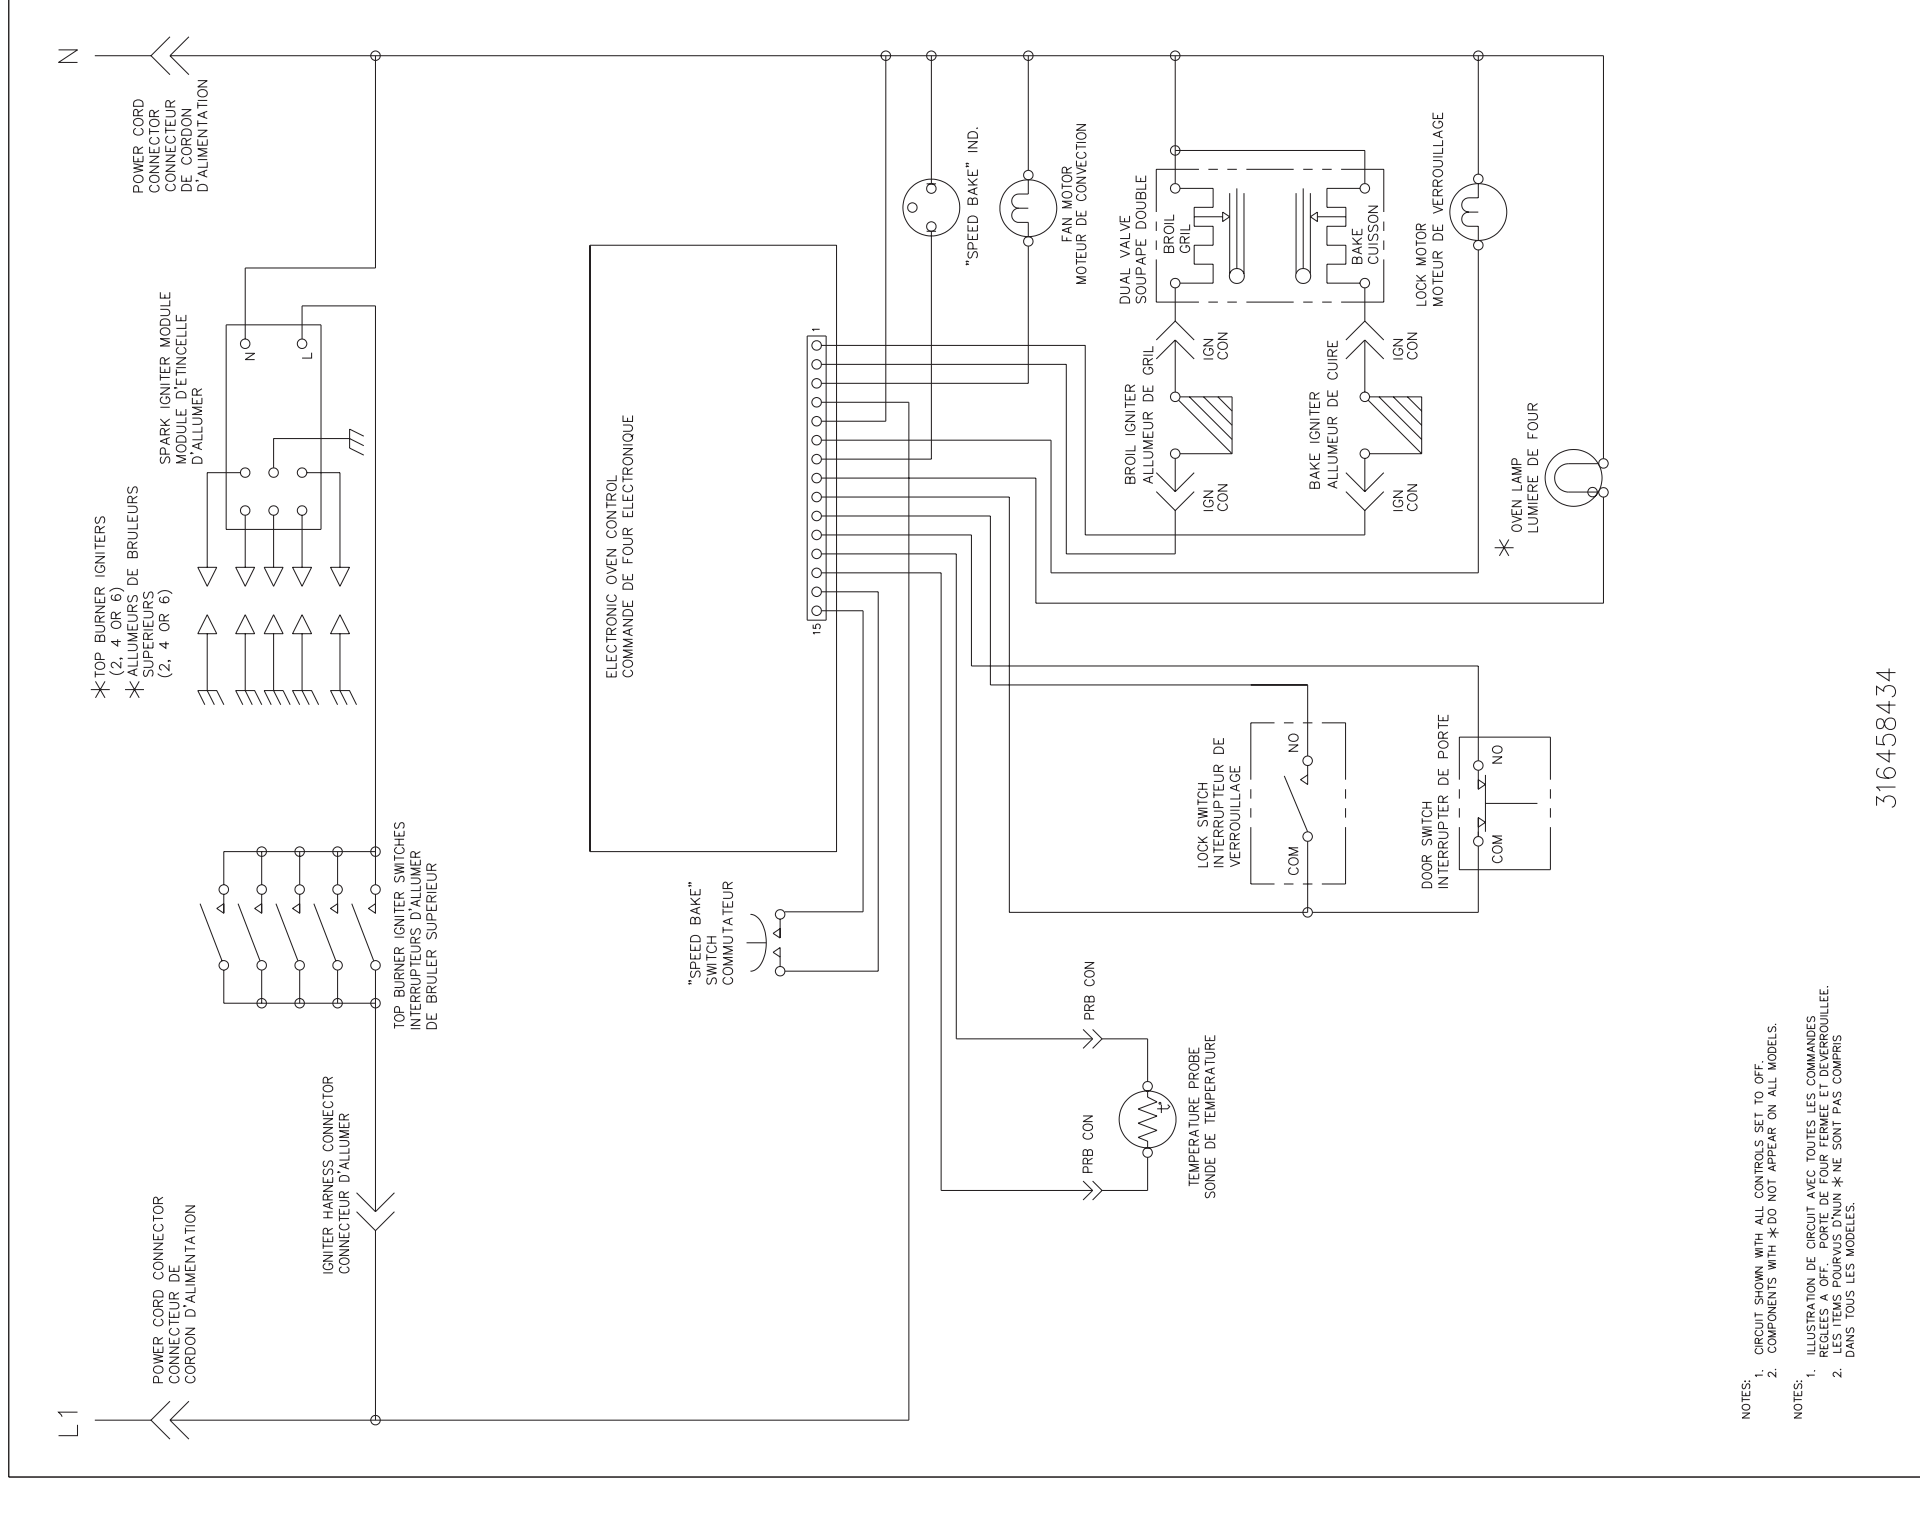 L1
POWER CORD CONNECTOR
CONNECTEUR DE
CORDON D'ALIMENTATION
IGNITER HARNESS CONNECTOR
CONNECTEUR D'ALLUMER
TOP BURNER IGNITER SWITCHES
INTERRUPTEURS D'ALLUMER
DE BRULER SUPERIEUR
*TOP BURNER IGNITERS
(2, 4 OR 6)
*ALLUMEURS DE BRULEURS
SUPERIEURS
(2, 4 OR 6)
SPARK IGNITER MODULE
MODULE D'ETINCELLE
D'ALLUMER
N
L
N
POWER CORD
CONNECTOR
CONNECTEUR
DE CORDON
D'ALIMENTATION
ELECTRONIC OVEN CONTROL
COMMANDE DE FOUR ELECTRONIQUE
15
1
"SPEED BAKE"
SWITCH
COMMUTATEUR
"SPEED BAKE" IND.
FAN MOTOR
MOTEUR DE CONVECTION
DUAL VALVE
SOUPAPE DOUBLE
BROIL
GRIL
BAKE
CUISSON
LOCK MOTOR
MOTEUR DE VERROUILLAGE
BROIL IGNITER
ALLUMEUR DE GRIL
IGN
CON
IGN
CON
BAKE IGNITER
ALLUMEUR DE CUIRE
IGN
CON
IGN
CON
* OVEN LAMP
LUMIERE DE FOUR
LOCK SWITCH
INTERRUPTEUR DE
VERROUILLAGE
COM
NO
DOOR SWITCH
INTERRUPTER DE PORTE
COM
NO
PRB CON
PRB CON
TEMPERATURE PROBE
SONDE DE TEMPERATURE
t°
NOTES:
1. CIRCUIT SHOWN WITH ALL CONTROLS SET TO OFF.
2. COMPONENTS WITH * DO NOT APPEAR ON ALL MODELS.
NOTES:
1. ILLUSTRATION DE CIRCUIT AVEC TOUTES LES COMMANDES
REGLEES A OFF. PORTE DE FOUR FERMEE ET DEVERROUILLEE.
2. LES ITEMS POURVUS D'NUN * NE SONT PAS COMPRIS
DANS TOUS LES MODELES.
316458434